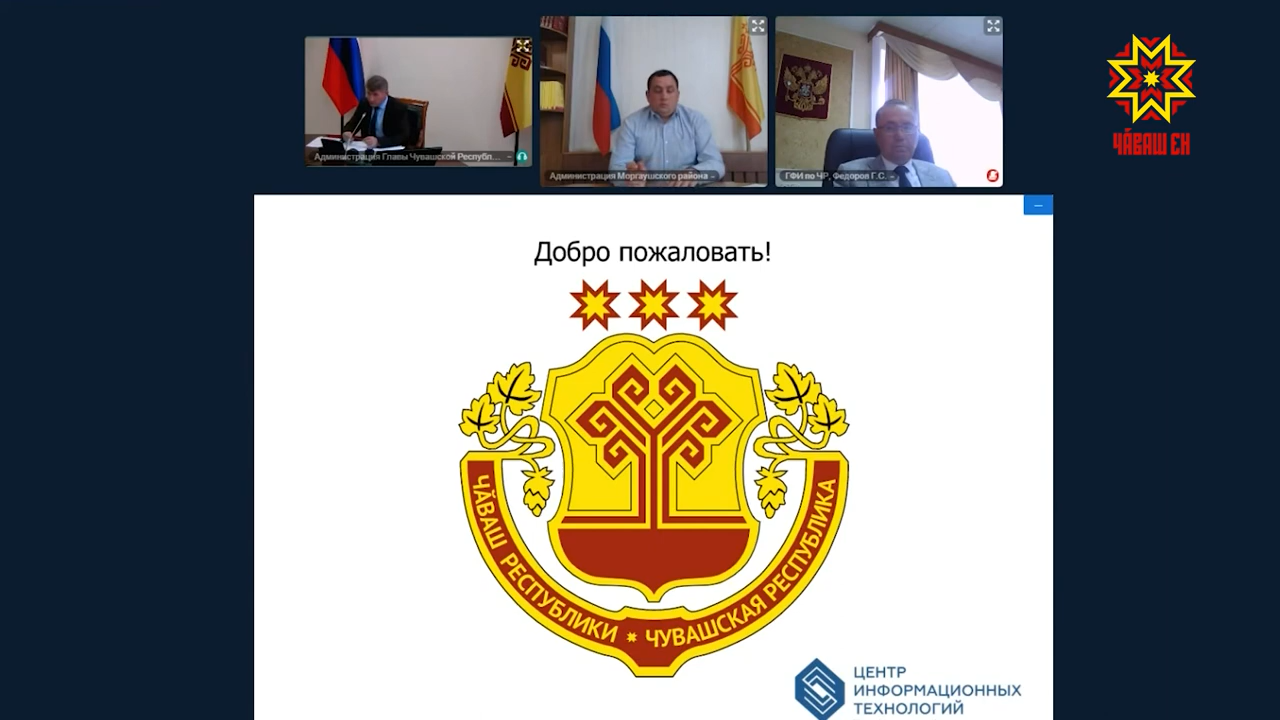 Администрация Главы Чувашской Республ...
Администрация Моргаушского района
ГФИ по ЧР, Федоров Г.С.
ЧӐВАШ ЕН
Добро пожаловать!
ЧӐВАШ РЕСПУБЛИКИ * ЧУВАШСКАЯ РЕСПУБЛИКА
ЦЕНТР
ИНФОРМАЦИОННЫХ
ТЕХНОЛОГИЙ